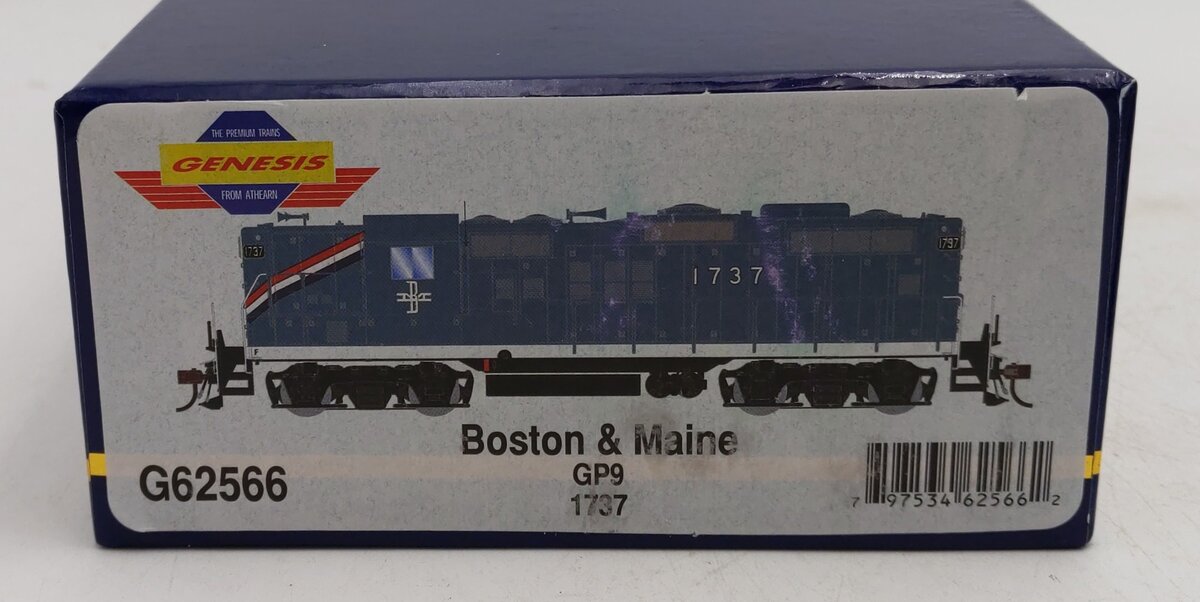 THE PREMIUM TRAINS
GENESIS
FROM ATHEARN
1737
1737
1737
F
Boston & Maine
GP9
1737
G62566
7 97534 62566 2